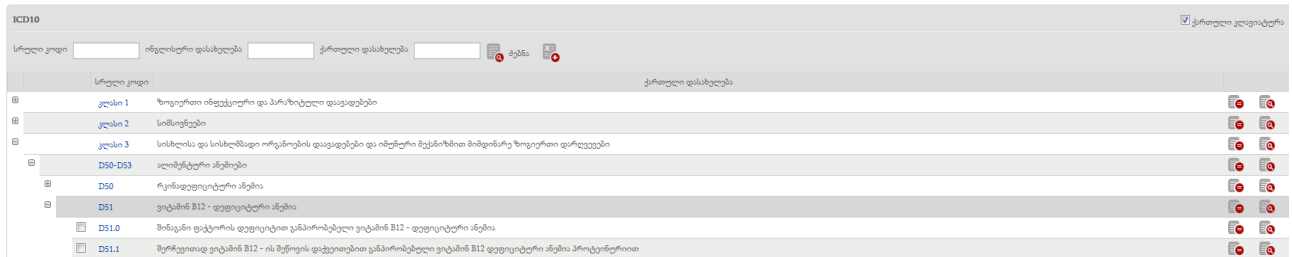 ICD10
ქართული კლავიატურა
სრული კოდი ინგლისური დასახელება ქართული დასახელება ძებნა
სრული კოდი ქართული დასახელება
კლასი 1 ზოგიერთი ინფექციური და პარაზიტული დაავადებები
კლასი 2 სიმსივნეები
კლასი 3 სისხლისა და სისხლმბადი ორგანოების დაავადებები და იმუნური მექანიზმით მიმდინარე ზოგიერთი დარღვევები
D50-D53 ალიმენტური ანემიები
D50 რკინადეფიციტური ანემია
D51 ვიტამინ B12 - დეფიციტური ანემია
D51.0 შინაგანი ფაქტორის დეფიციტით განპირობებელი ვიტამინ B12 - დეფიციტური ანემია
D51.1 შერჩევითად ვიტამინ B12 - ის შეწოვის დაქვეითებით განპირობებული ვიტამინ B12 დეფიციტური ანემია პროტეინურიით